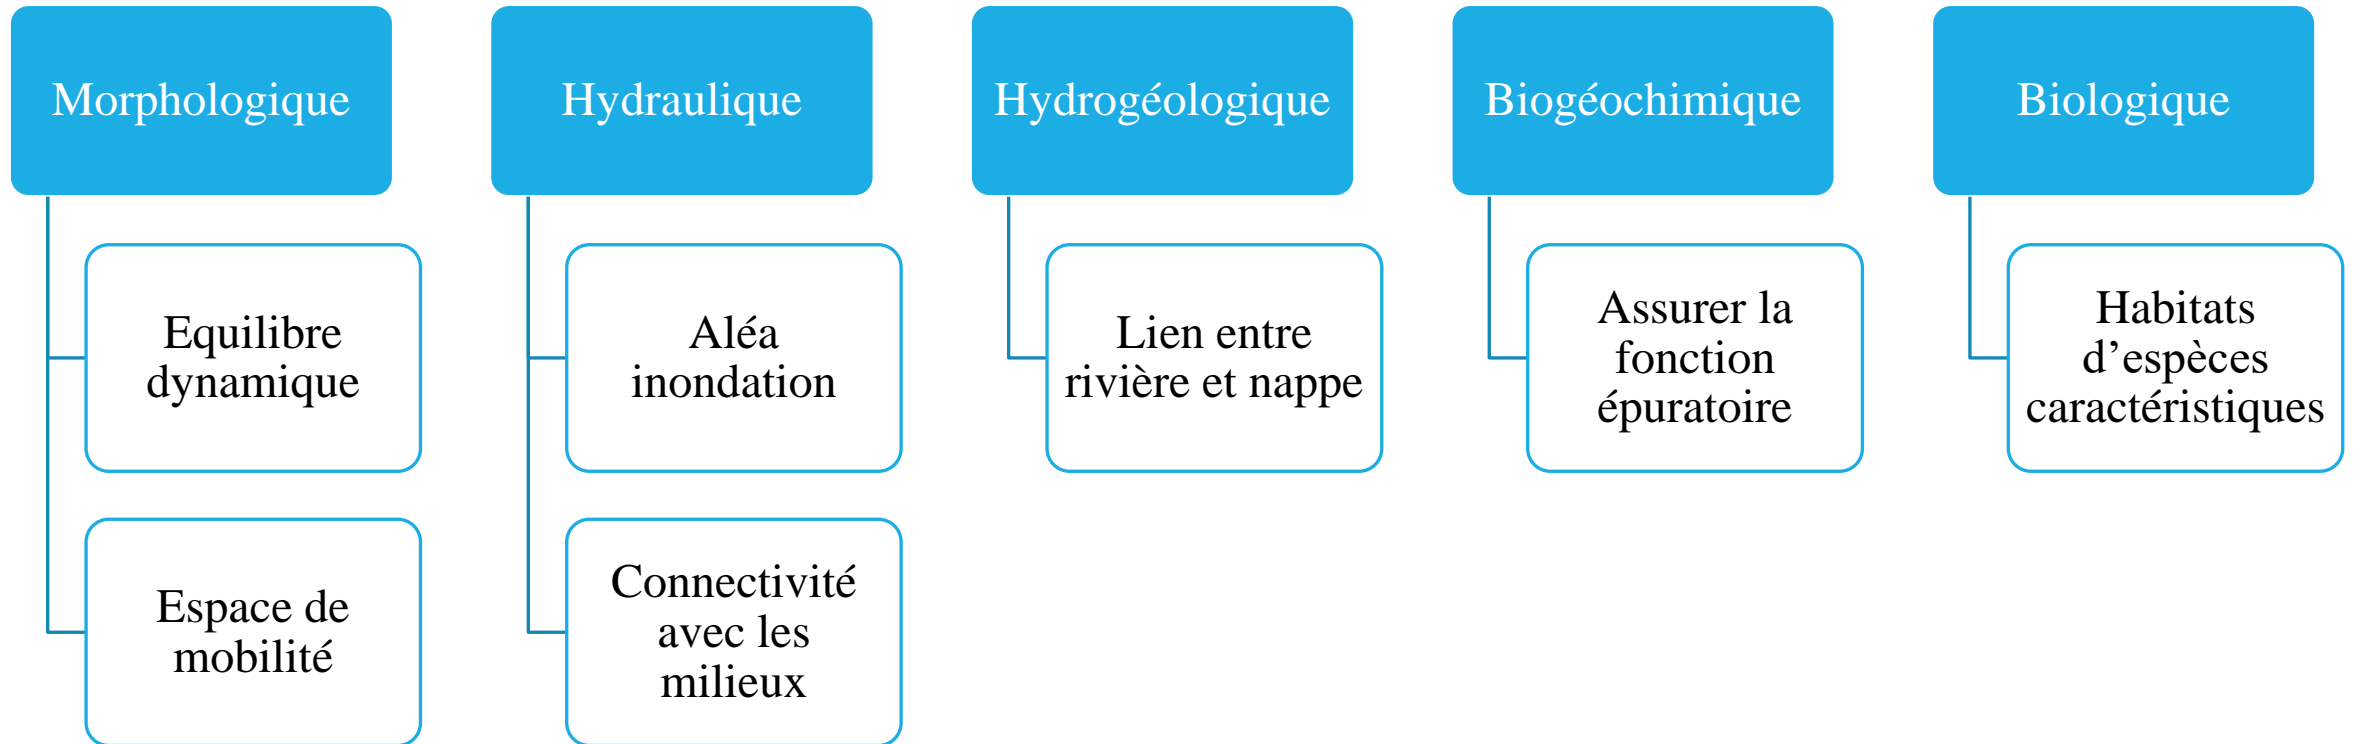 Morphologique
Equilibre
dynamique
Espace de
mobilité
Hydraulique
Aléa
inondation
Connectivité
avec les
milieux
Hydrogéologique
Lien entre
rivière et nappe
Biogéochimique
Assurer la
fonction
épuratoire
Biologique
Habitats
d’espèces
caractéristiques